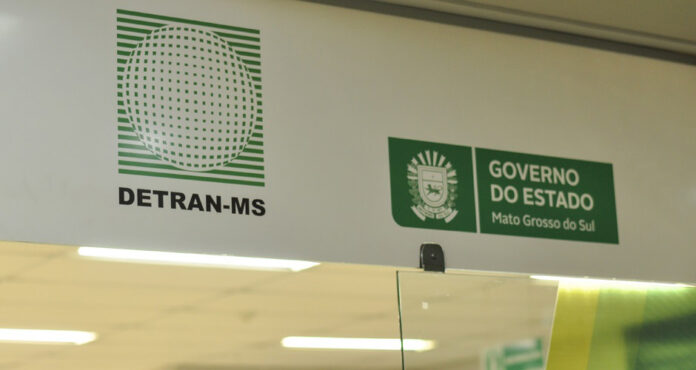 DETRAN-MS
GOVERNO
DO ESTADO
Mato Grosso do Sul